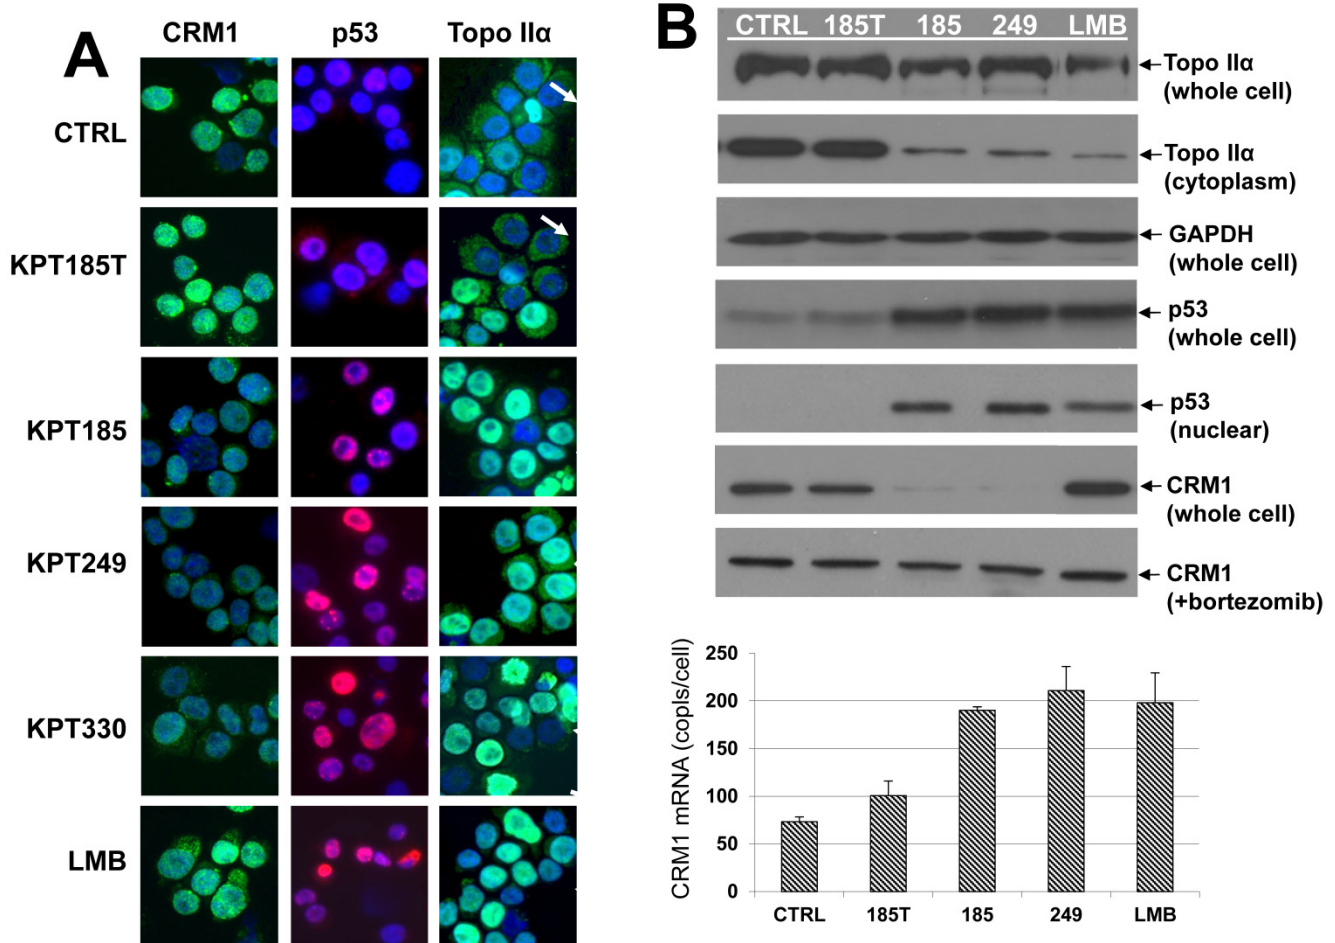 A
CRM1 p53 Topo IIα
CTRL
KPT185T
KPT185
KPT249
KPT330
LMB
B
CTRL 185T 185 249 LMB
Topo IIα
(whole cell)
Topo IIα
(cytoplasm)
GAPDH
(whole cell)
p53
(whole cell)
p53
(nuclear)
CRM1
(whole cell)
CRM1
(+bortezomib)
CRM1 mRNA (copls/cell)
250
200
150
100
50
0
CTRL 185T 185 249 LMB